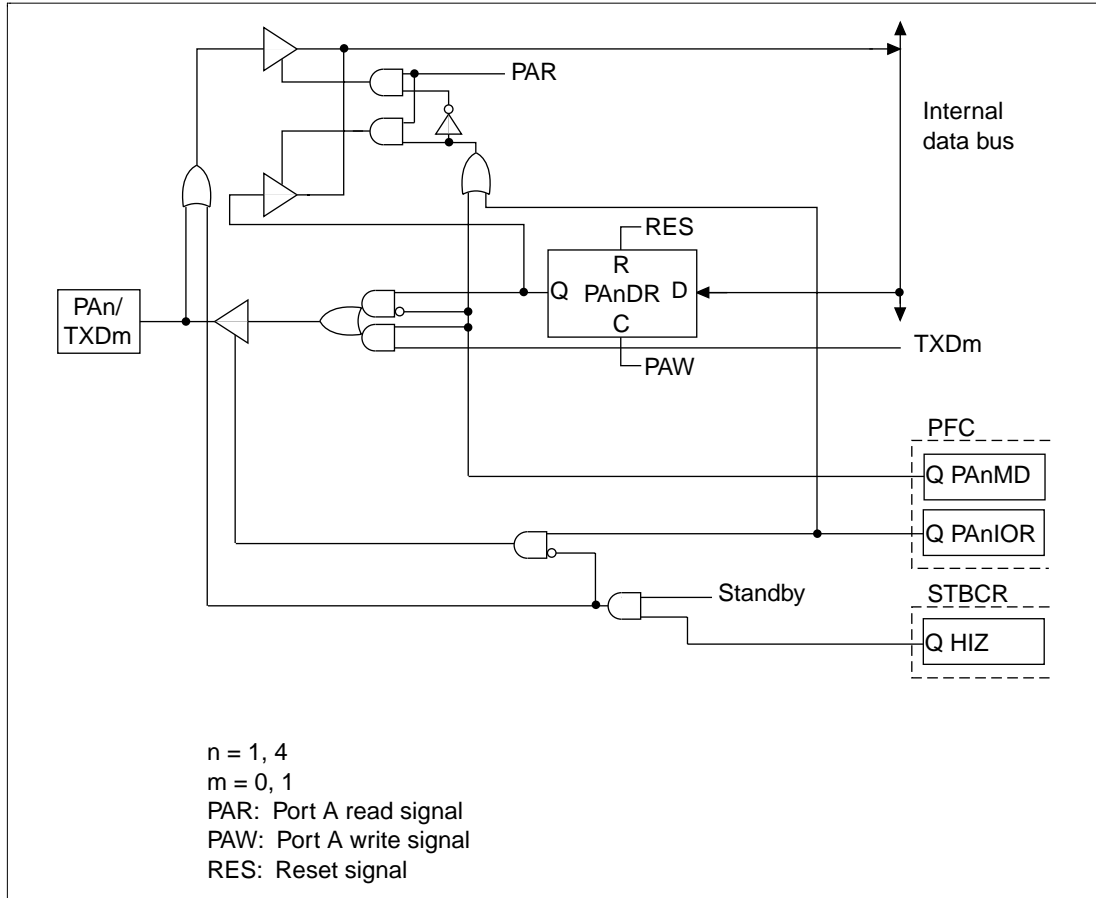 PAR
Internal
data bus
RES
R
Q PAnDR D
C
PAn/
TXDm
TXDm
PAW
PFC
Q PAnMD
Q PAnIOR
Standby
STBCR
Q HIZ
n = 1, 4
m = 0, 1
PAR: Port A read signal
PAW: Port A write signal
RES: Reset signal